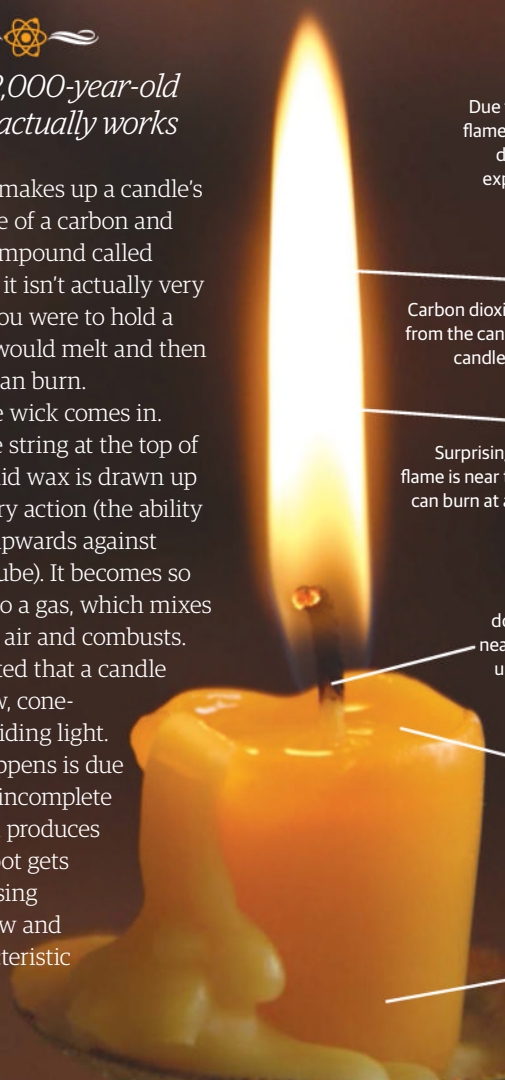 2,000-year-old
actually works
makes up a candle's
e of a carbon and
mpound called
it isn't actually very
ou were to hold a
would melt and then
an burn.
e wick comes in.
e string at the top of
uid wax is drawn up
ry action (the ability
upwards against
ube). It becomes so
o a gas, which mixes
air and combusts.
ted that a candle
w, cone-
iding light.
ppens is due
incomplete
produces
oot gets
sing
w and
teristic
Due
flame
d
exp
Carbon dioxi
from the can
candle
Surprising
flame is near
can burn at a
do
nea
u